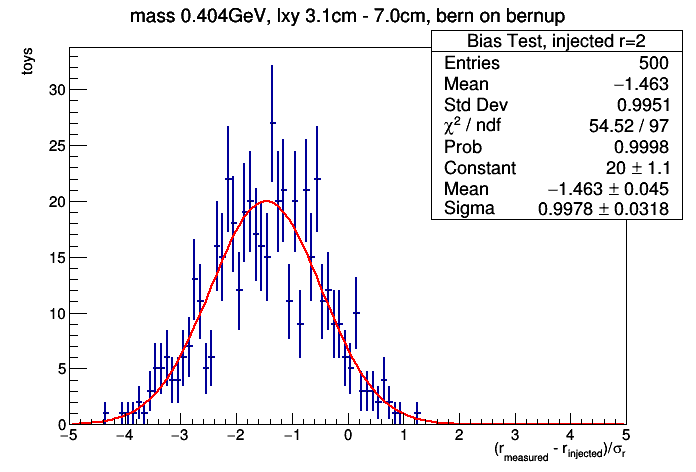 mass 0.404GeV, lxy 3.1cm - 7.0cm, bern on bernup
toys
Bias Test, injected r=2
Entries 500
Mean −1.463
Std Dev 0.9951
χ² / ndf 54.52 / 97
Prob 0.9998
Constant 20 ± 1.1
Mean −1.463 ± 0.045
Sigma 0.9978 ± 0.0318
30
25
20
15
10
5
0
−5 −4 −3 −2 −1 0 1 2 3 4 5
(r_measured - r_injected)/σ_r